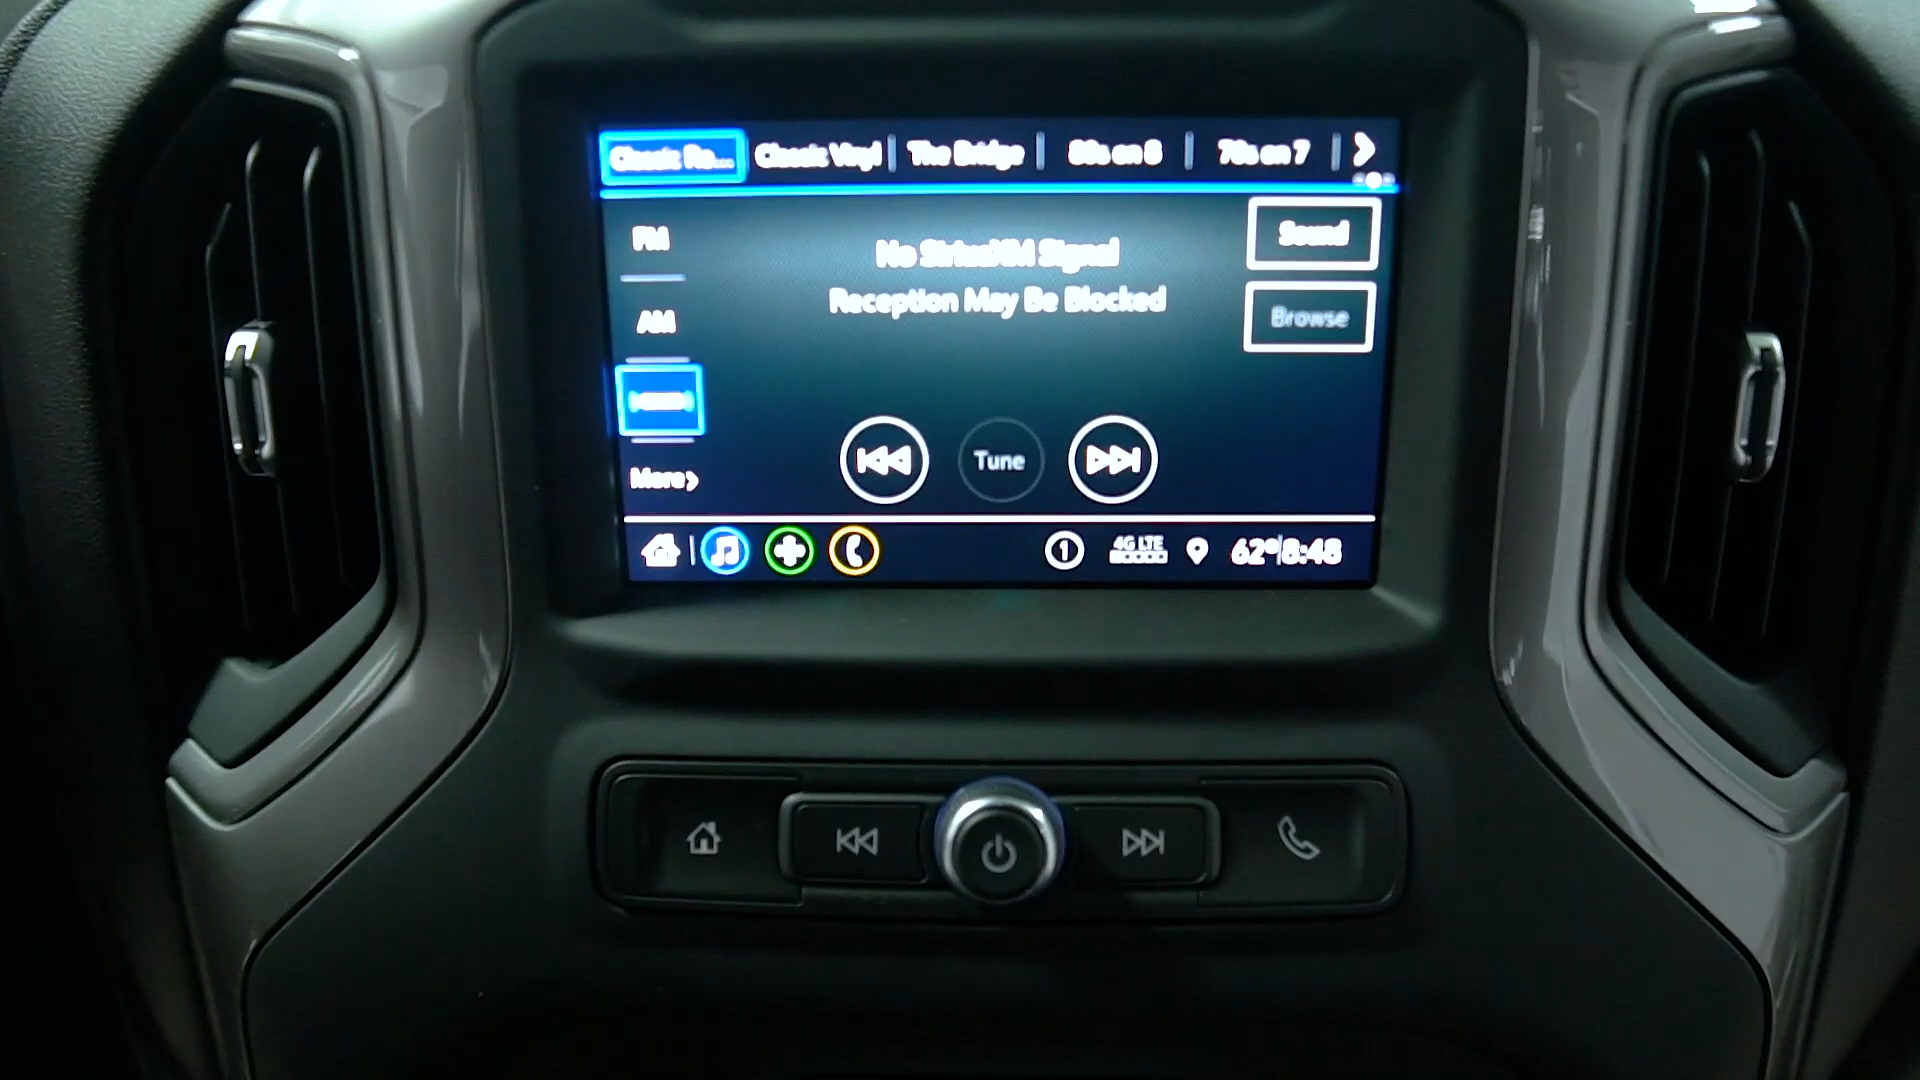 Classic Re...
Classic Vinyl
The Bridge
80s on 8
70s on 7
FM
No SiriusXM Signal
Sound
Reception May Be Blocked
AM
Browse
Tune
More
1
4G LTE
62° 8:48